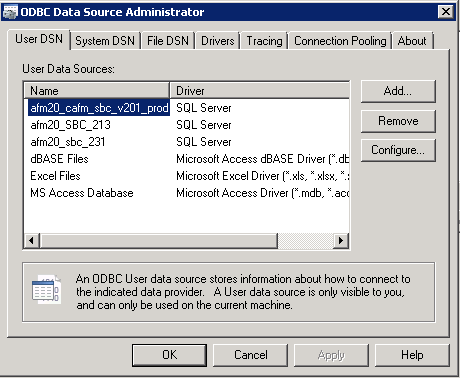 ODBC Data Source Administrator
User DSN System DSN File DSN Drivers Tracing Connection Pooling About
User Data Sources:
Name Driver Add...
afm20_cafm_sbc_v201_prod SQL Server
afm20_SBC_213 SQL Server Remove
afm20_sbc_231 SQL Server
dBASE Files Microsoft Access dBASE Driver (*.db Configure...
Excel Files Microsoft Excel Driver (*.xls, *.xlsx, *.
MS Access Database Microsoft Access Driver (*.mdb, *.acc
An ODBC User data source stores information about how to connect to
the indicated data provider. A User data source is only visible to you,
and can only be used on the current machine.
OK Cancel Apply Help